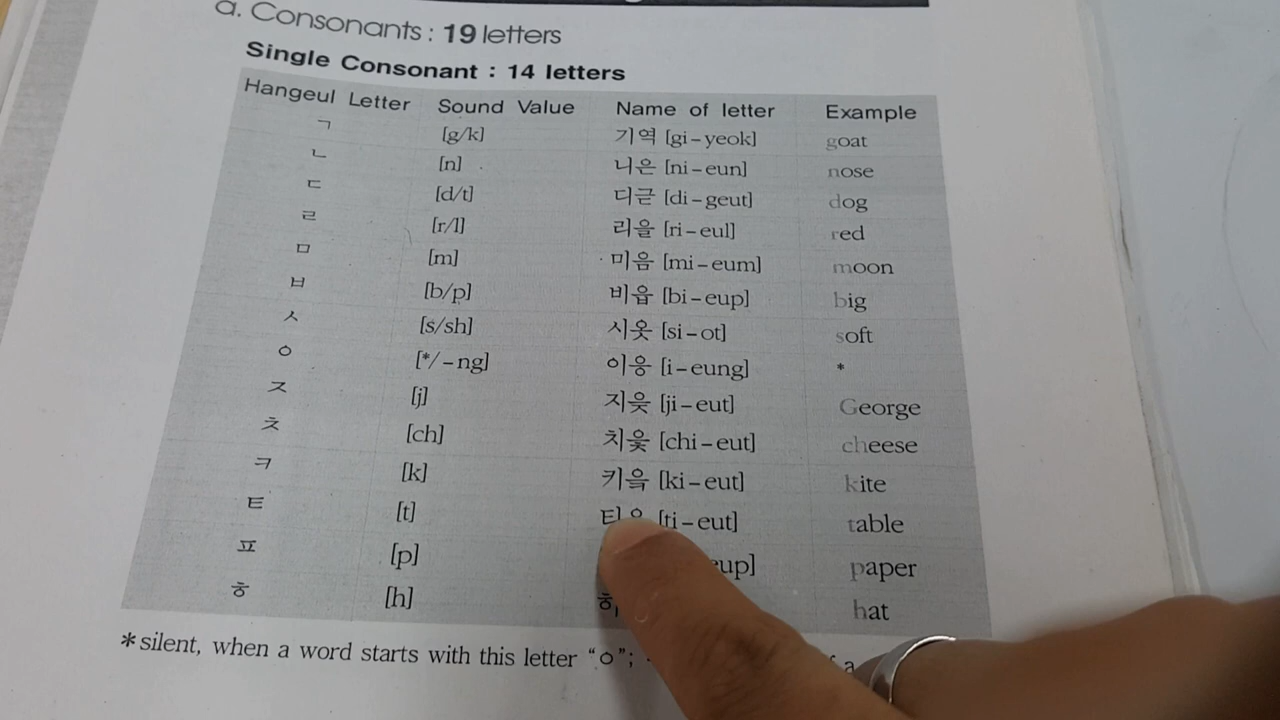 a. Consonants : 19 letters
Single Consonant : 14 letters
Hangeul Letter Sound Value Name of letter Example
ㄱ [g/k] 기역 [gi-yeok] goat
ㄴ [n] 니은 [ni-eun] nose
ㄷ [d/t] 디귿 [di-geut] dog
ㄹ [r/l] 리을 [ri-eul] red
ㅁ [m] 미음 [mi-eum] moon
ㅂ [b/p] 비읍 [bi-eup] big
ㅅ [s/sh] 시옷 [si-ot] soft
ㅇ [*/-ng] 이응 [i-eung] *
ㅈ [j] 지읒 [ji-eut] George
ㅊ [ch] 치읓 [chi-eut] cheese
ㅋ [k] 키읔 [ki-eut] kite
ㅌ [t] [ti-eut] table
ㅍ [p] paper
ㅎ [h] hat
*silent, when a word starts with this letter “ㅇ”; a